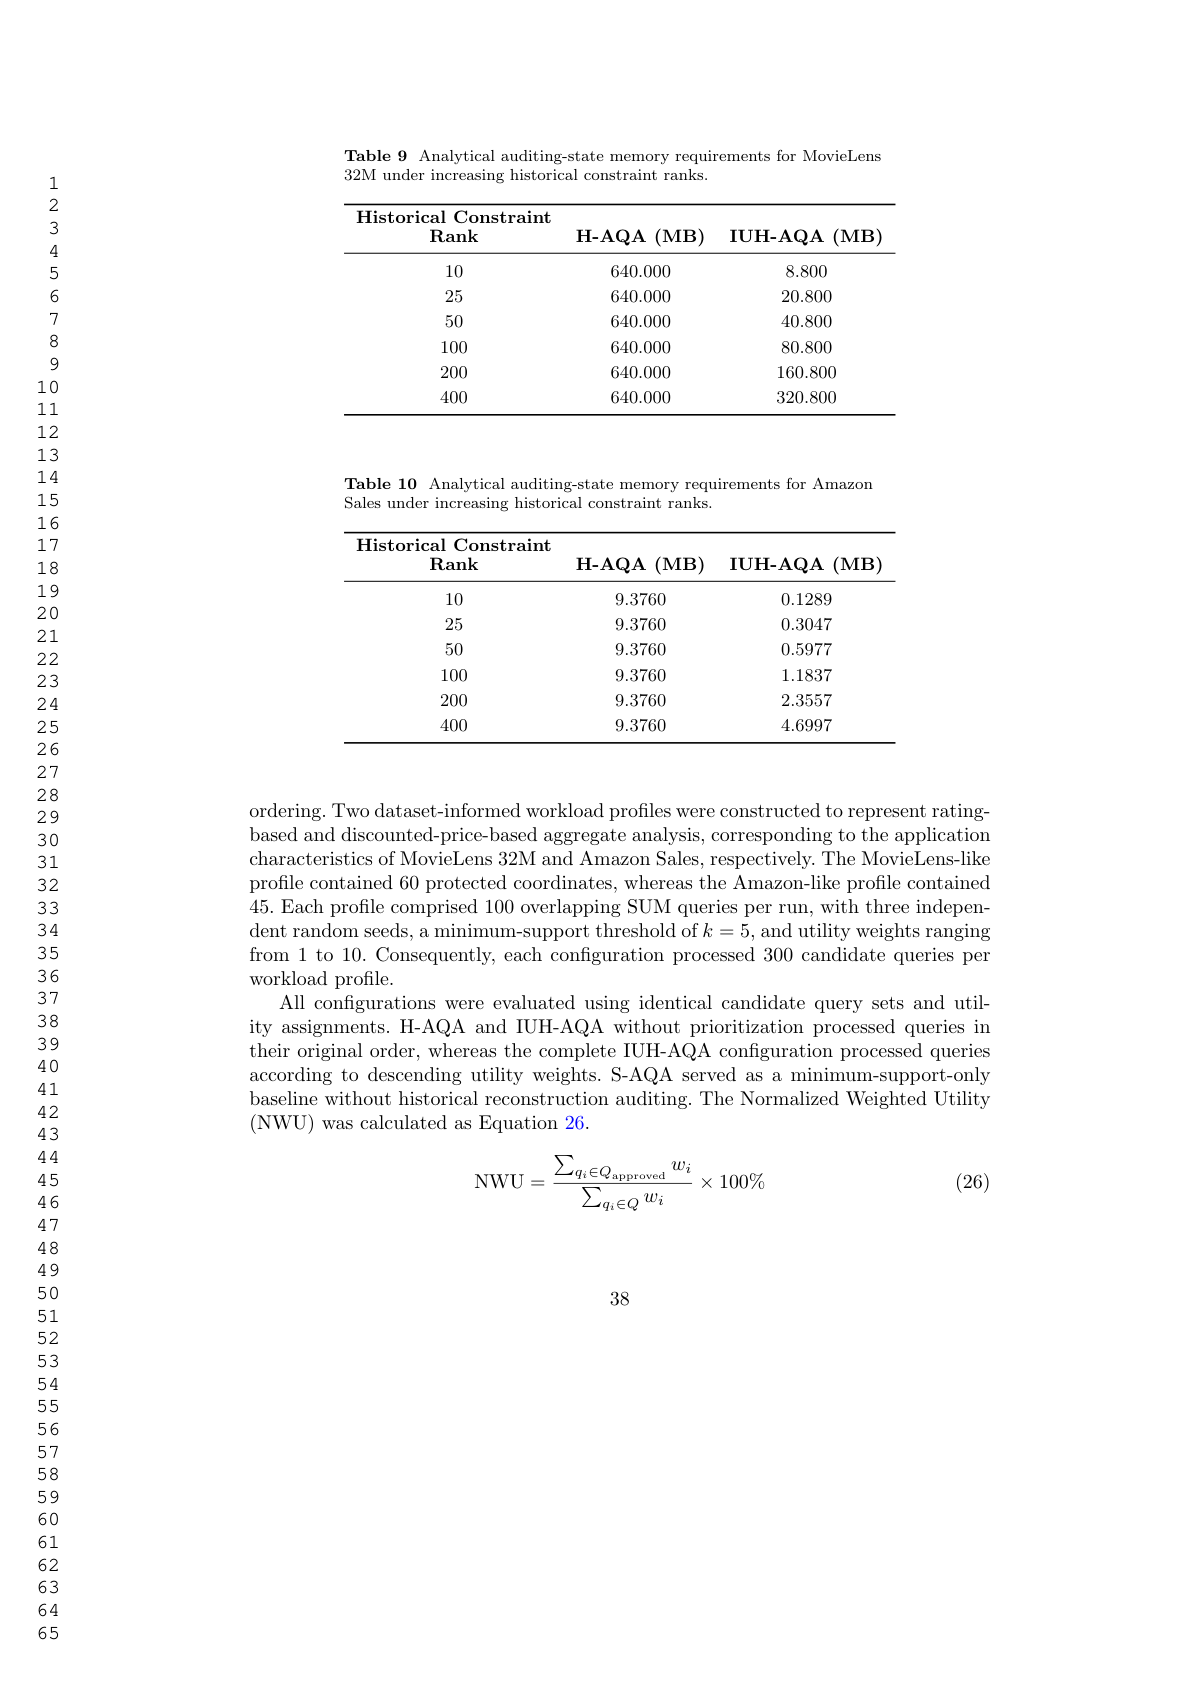 Table 9 Analytical auditing-state memory requirements for MovieLens
32M under increasing historical constraint ranks.
Historical Constraint
Rank H-AQA (MB) IUH-AQA (MB)
10 640.000 8.800
25 640.000 20.800
50 640.000 40.800
100 640.000 80.800
200 640.000 160.800
400 640.000 320.800
Table 10 Analytical auditing-state memory requirements for Amazon
Sales under increasing historical constraint ranks.
Historical Constraint
Rank H-AQA (MB) IUH-AQA (MB)
10 9.3760 0.1289
25 9.3760 0.3047
50 9.3760 0.5977
100 9.3760 1.1837
200 9.3760 2.3557
400 9.3760 4.6997
ordering. Two dataset-informed workload profiles were constructed to represent rating-
based and discounted-price-based aggregate analysis, corresponding to the application
characteristics of MovieLens 32M and Amazon Sales, respectively. The MovieLens-like
profile contained 60 protected coordinates, whereas the Amazon-like profile contained
45. Each profile comprised 100 overlapping SUM queries per run, with three indepen-
dent random seeds, a minimum-support threshold of k = 5, and utility weights ranging
from 1 to 10. Consequently, each configuration processed 300 candidate queries per
workload profile.
All configurations were evaluated using identical candidate query sets and util-
ity assignments. H-AQA and IUH-AQA without prioritization processed queries in
their original order, whereas the complete IUH-AQA configuration processed queries
according to descending utility weights. S-AQA served as a minimum-support-only
baseline without historical reconstruction auditing. The Normalized Weighted Utility
(NWU) was calculated as Equation 26.
NWU = ∑qi∈Qapproved wi / ∑qi∈Q wi × 100% (26)
38
1
2
3
4
5
6
7
8
9
10
11
12
13
14
15
16
17
18
19
20
21
22
23
24
25
26
27
28
29
30
31
32
33
34
35
36
37
38
39
40
41
42
43
44
45
46
47
48
49
50
51
52
53
54
55
56
57
58
59
60
61
62
63
64
65